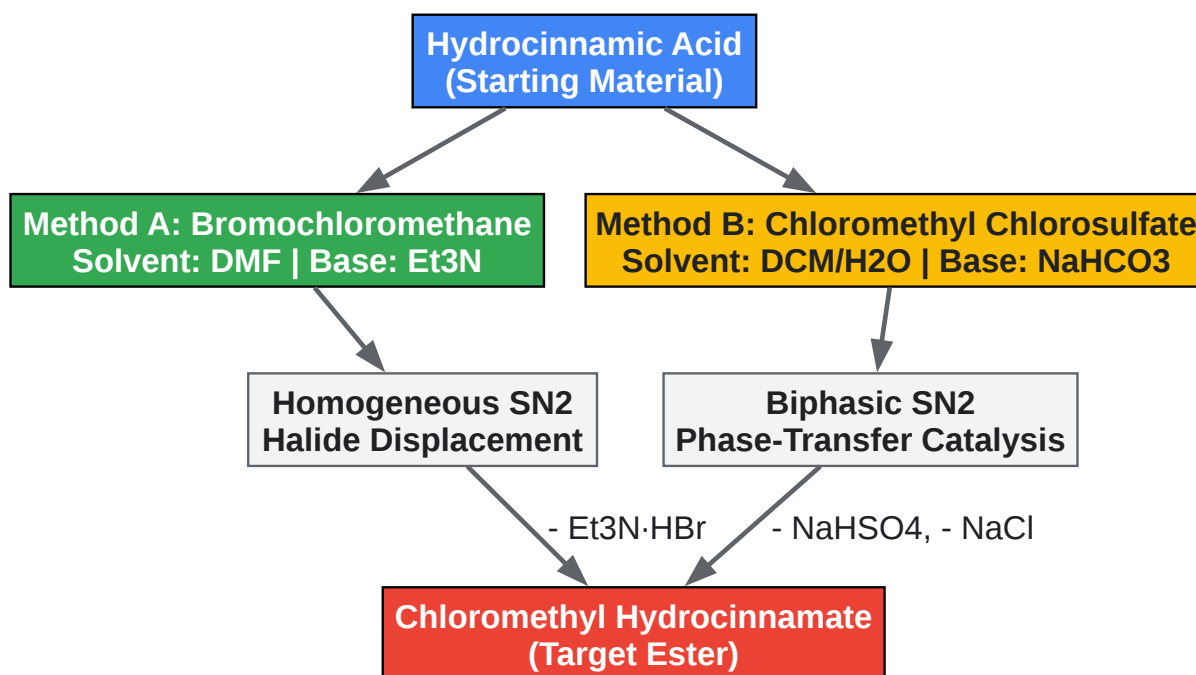 Hydrocinnamic Acid
(Starting Material)
Method A: Bromochloromethane
Solvent: DMF | Base: Et3N
Method B: Chloromethyl Chlorosulfate
Solvent: DCM/H2O | Base: NaHCO3
Homogeneous SN2
Halide Displacement
Biphasic SN2
Phase-Transfer Catalysis
- Et3N·HBr
- NaHSO4, - NaCl
Chloromethyl Hydrocinnamate
(Target Ester)